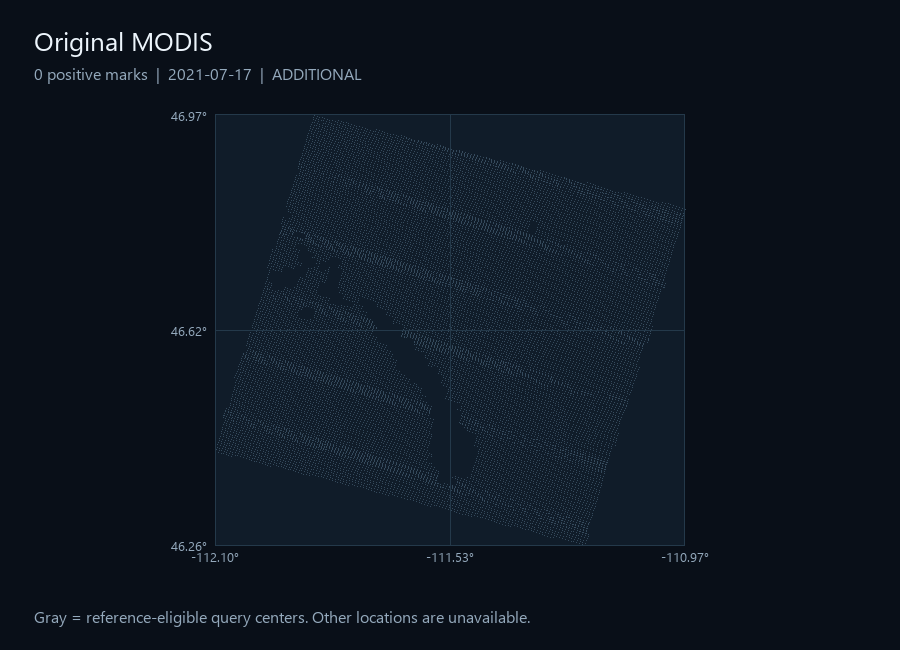 Original MODIS
0 positive marks | 2021-07-17 | ADDITIONAL
46.97°
46.62°
46.26°
-112.10°
-111.53°
-110.97°
Gray = reference-eligible query centers. Other locations are unavailable.